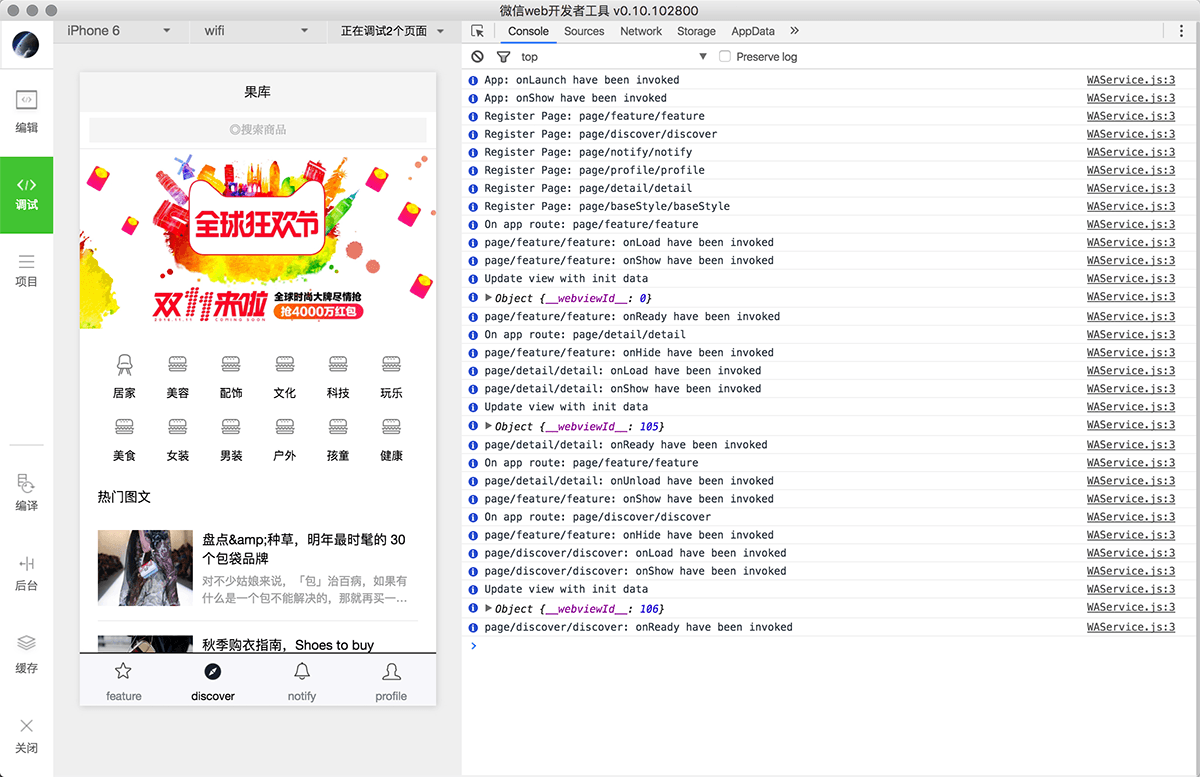 微信web开发者工具 v0.10.102800
iPhone 6
wifi
正在调试2个页面
编辑
调试
项目
编译
后台
缓存
关闭
果库
◎搜索商品
全球狂欢节
双11来啦
2016.11.11 COMING SOON
全球时尚大牌尽情抢
抢4000万红包
居家 美容 配饰 文化 科技 玩乐
美食 女装 男装 户外 孩童 健康
热门图文
盘点&amp;种草，明年最时髦的 30
个包袋品牌
对不少姑娘来说，「包」治百病，如果有
什么是一个包不能解决的，那就再买一...
秋季购衣指南，Shoes to buy
feature discover notify profile
Console Sources Network Storage AppData »
top Preserve log
App: onLaunch have been invoked WAService.js:3
App: onShow have been invoked WAService.js:3
Register Page: page/feature/feature WAService.js:3
Register Page: page/discover/discover WAService.js:3
Register Page: page/notify/notify WAService.js:3
Register Page: page/profile/profile WAService.js:3
Register Page: page/detail/detail WAService.js:3
Register Page: page/baseStyle/baseStyle WAService.js:3
On app route: page/feature/feature WAService.js:3
page/feature/feature: onLoad have been invoked WAService.js:3
page/feature/feature: onShow have been invoked WAService.js:3
Update view with init data WAService.js:3
Object {__webviewId__: 0} WAService.js:3
page/feature/feature: onReady have been invoked WAService.js:3
On app route: page/detail/detail WAService.js:3
page/feature/feature: onHide have been invoked WAService.js:3
page/detail/detail: onLoad have been invoked WAService.js:3
page/detail/detail: onShow have been invoked WAService.js:3
Update view with init data WAService.js:3
Object {__webviewId__: 105} WAService.js:3
page/detail/detail: onReady have been invoked WAService.js:3
On app route: page/feature/feature WAService.js:3
page/detail/detail: onUnload have been invoked WAService.js:3
page/feature/feature: onShow have been invoked WAService.js:3
On app route: page/discover/discover WAService.js:3
page/feature/feature: onHide have been invoked WAService.js:3
page/discover/discover: onLoad have been invoked WAService.js:3
page/discover/discover: onShow have been invoked WAService.js:3
Update view with init data WAService.js:3
Object {__webviewId__: 106} WAService.js:3
page/discover/discover: onReady have been invoked WAService.js:3